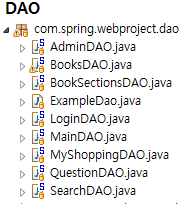 DAO
com.spring.webproject.dao
AdminDAO.java
BooksDAO.java
BookSectionsDAO.java
ExampleDao.java
LoginDAO.java
MainDAO.java
MyShoppingDAO.java
QuestionDAO.java
SearchDAO.java